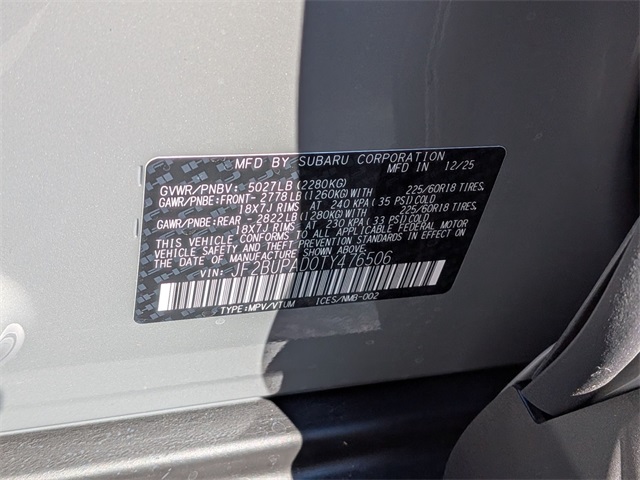 MFD BY SUBARU CORPORATION
MFD IN 12/25
GVWR/PNBV: 5027LB(2280KG)
GAWR/PNBE:FRONT- 2778LB(1260KG)WITH 225/60R18 TIRES,
18x7J RIMS AT 240 KPA(35 PSI)COLD
GAWR/PNBE:REAR - 2822LB(1280KG)WITH 225/60R18 TIRES,
18x7J RIMS AT 230 KPA(33 PSI)COLD
THIS VEHICLE CONFORMS TO ALL APPLICABLE FEDERAL MOTOR
VEHICLE SAFETY AND THEFT PREVENTION STANDARDS IN EFFECT ON
THE DATE OF MANUFACTURE SHOWN ABOVE.
VIN: JF2BUPAD0TY476506
TYPE:MPV/VTUM ICES/NMB-002